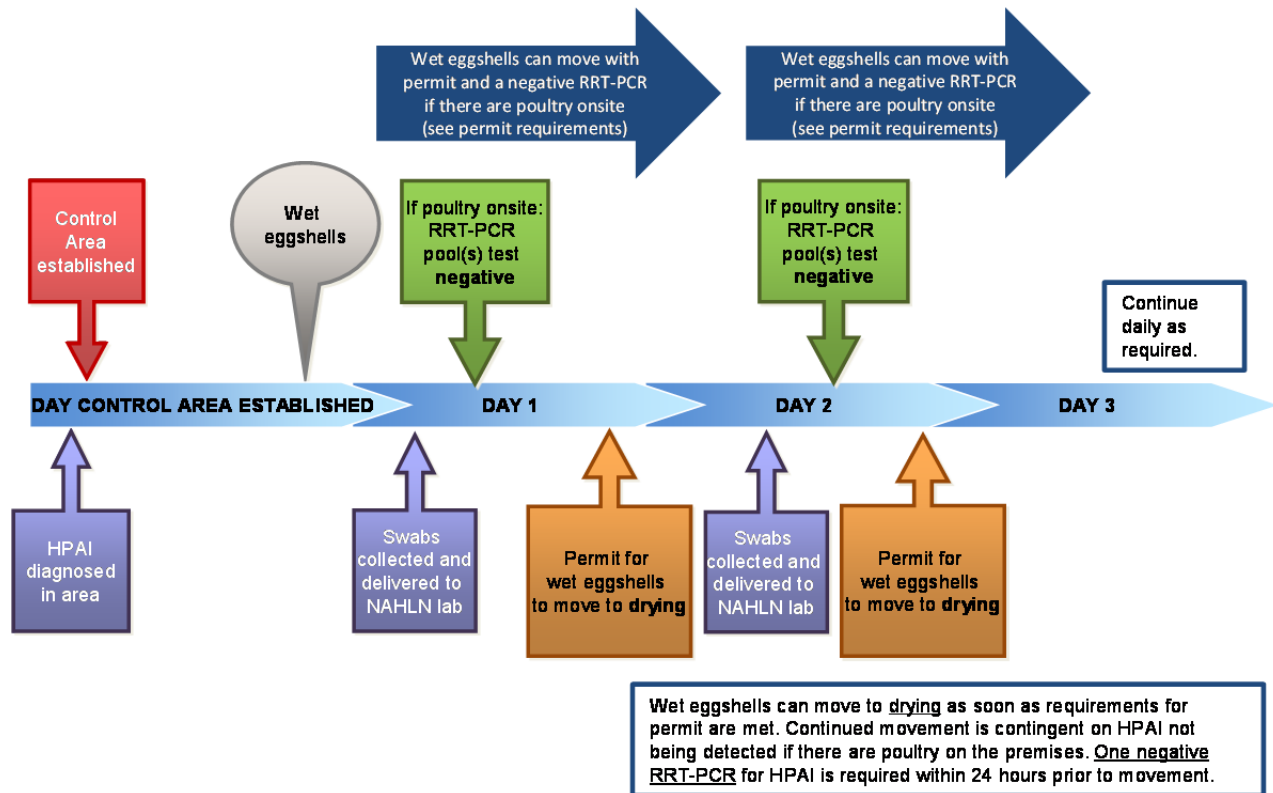 Wet eggshells can move with
permit and a negative RRT-PCR
if there are poultry onsite
(see permit requirements)
Wet eggshells can move with
permit and a negative RRT-PCR
if there are poultry onsite
(see permit requirements)
Control
Area
established
Wet
eggshells
If poultry onsite:
RRT-PCR
pool(s) test
negative
If poultry onsite:
RRT-PCR
pool(s) test
negative
Continue
daily as
required.
DAY CONTROL AREA ESTABLISHED
DAY 1
DAY 2
DAY 3
HPAI
diagnosed
in area
Swabs
collected and
delivered to
NAHLN lab
Permit for
wet eggshells
to move to drying
Swabs
collected and
delivered to
NAHLN lab
Permit for
wet eggshells
to move to drying
Wet eggshells can move to drying as soon as requirements for
permit are met. Continued movement is contingent on HPAI not
being detected if there are poultry on the premises. One negative
RRT-PCR for HPAI is required within 24 hours prior to movement.